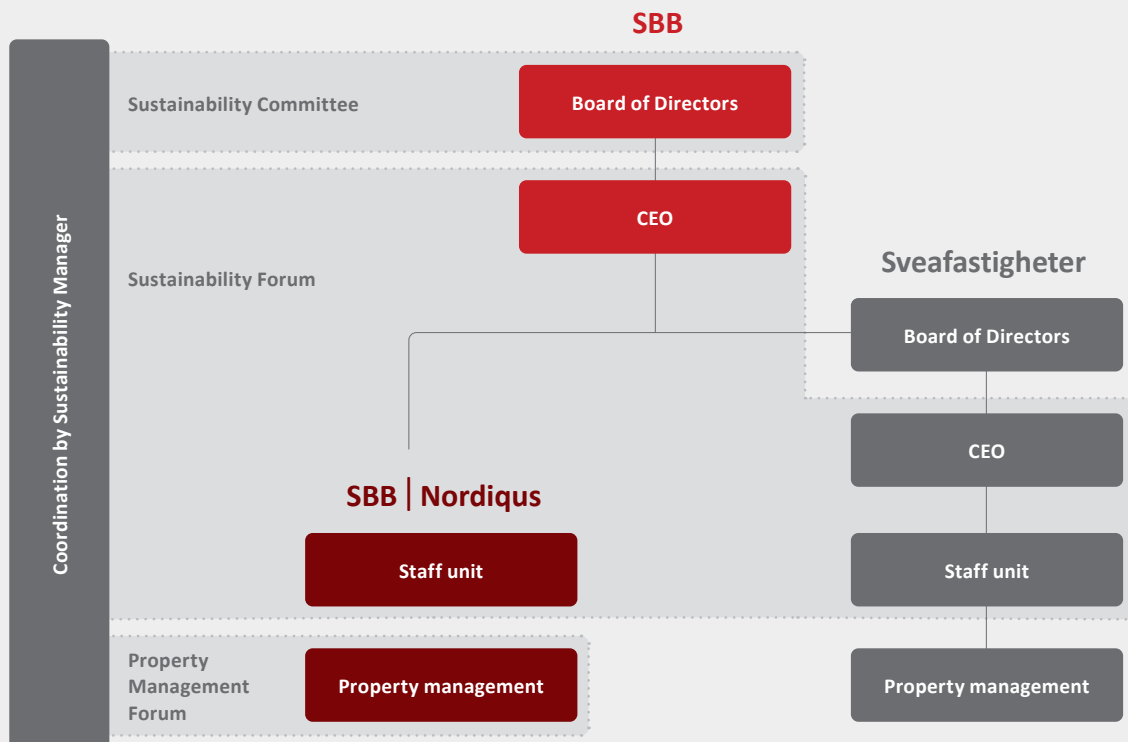 SBB
Coordination by Sustainability Manager
Sustainability Committee
Board of Directors
CEO
Sustainability Forum
Sveafastigheter
Board of Directors
CEO
SBB | Nordiqus
Staff unit
Staff unit
Property
Management
Forum
Property management
Property management